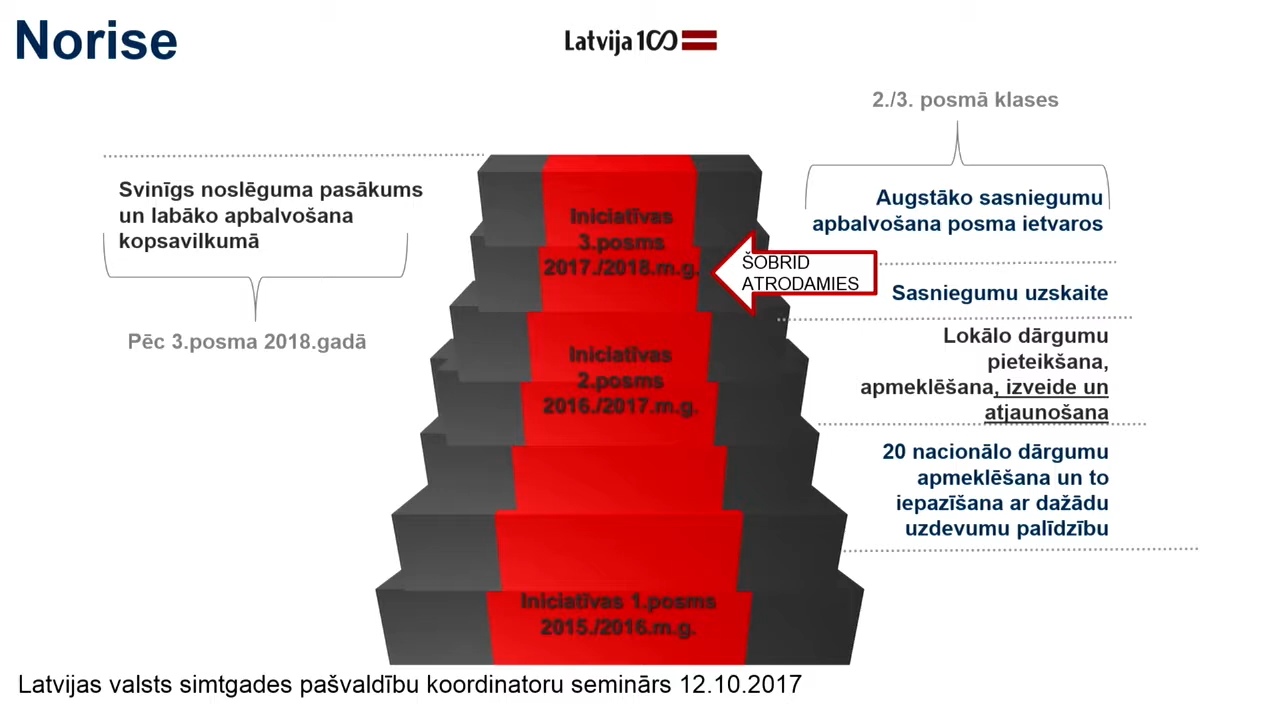 Norise
Latvija 100
2./3. posmā klases
Svinīgs noslēguma pasākums
un labāko apbalvošana
kopsavilkumā
Pēc 3.posma 2018.gadā
Iniciatīvas
3.posms
2017./2018.m.g.
ŠOBRID
ATRODAMIES
Iniciatīvas
2.posms
2016./2017.m.g.
Iniciatīvas 1.posms
2015./2016.m.g.
Augstāko sasniegumu
apbalvošana posma ietvaros
Sasniegumu uzskaite
Lokālo dārgumu
pieteikšana,
apmeklēšana, izveide un
atjaunošana
20 nacionālo dārgumu
apmeklēšana un to
iepazīšana ar dažādu
uzdevumu palīdzību
Latvijas valsts simtgades pašvaldību koordinatoru seminārs 12.10.2017